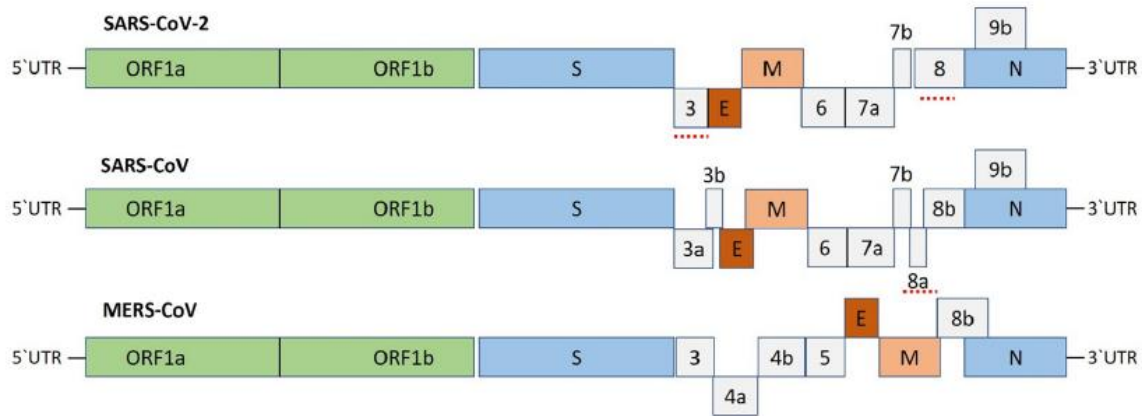 SARS-CoV-2
7b 9b
5`UTR ORF1a ORF1b S M 8 N 3`UTR
3 E 6 7a
SARS-CoV
3b 7b 9b
5`UTR ORF1a ORF1b S M 8b N 3`UTR
3a E 6 7a
8a
MERS-CoV
E 8b
5`UTR ORF1a ORF1b S 3 4b 5 M N 3`UTR
4a